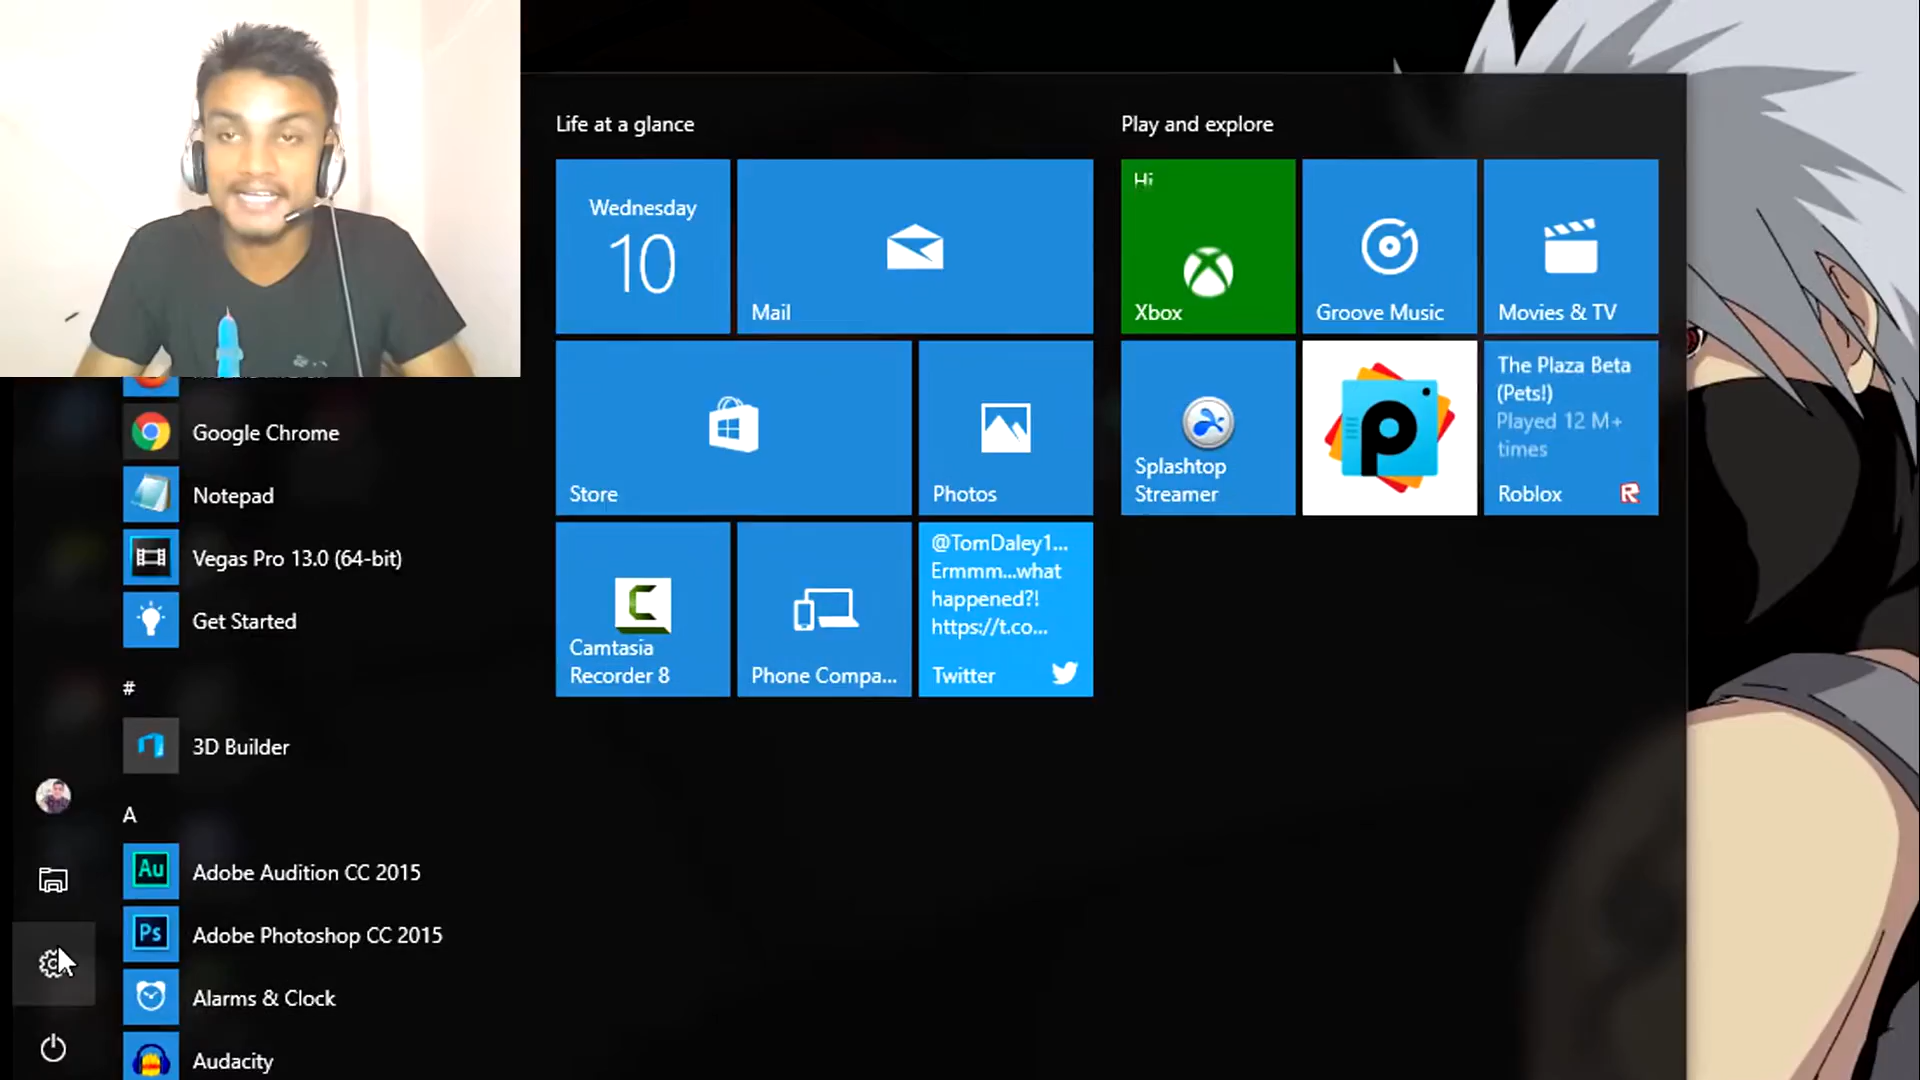 Life at a glance
Play and explore
Wednesday
10
Mail
Hi
Xbox
Groove Music
Movies & TV
Store
Photos
Splashtop
Streamer
The Plaza Beta
(Pets!)
Played 12 M+
times
Roblox
R
Camtasia
Recorder 8
Phone Compa...
@TomDaley1...
Ermmm...what
happened?!
https://t.co...
Twitter
Google Chrome
Notepad
Vegas Pro 13.0 (64-bit)
Get Started
#
3D Builder
A
Au
Adobe Audition CC 2015
Ps
Adobe Photoshop CC 2015
Alarms & Clock
Audacity